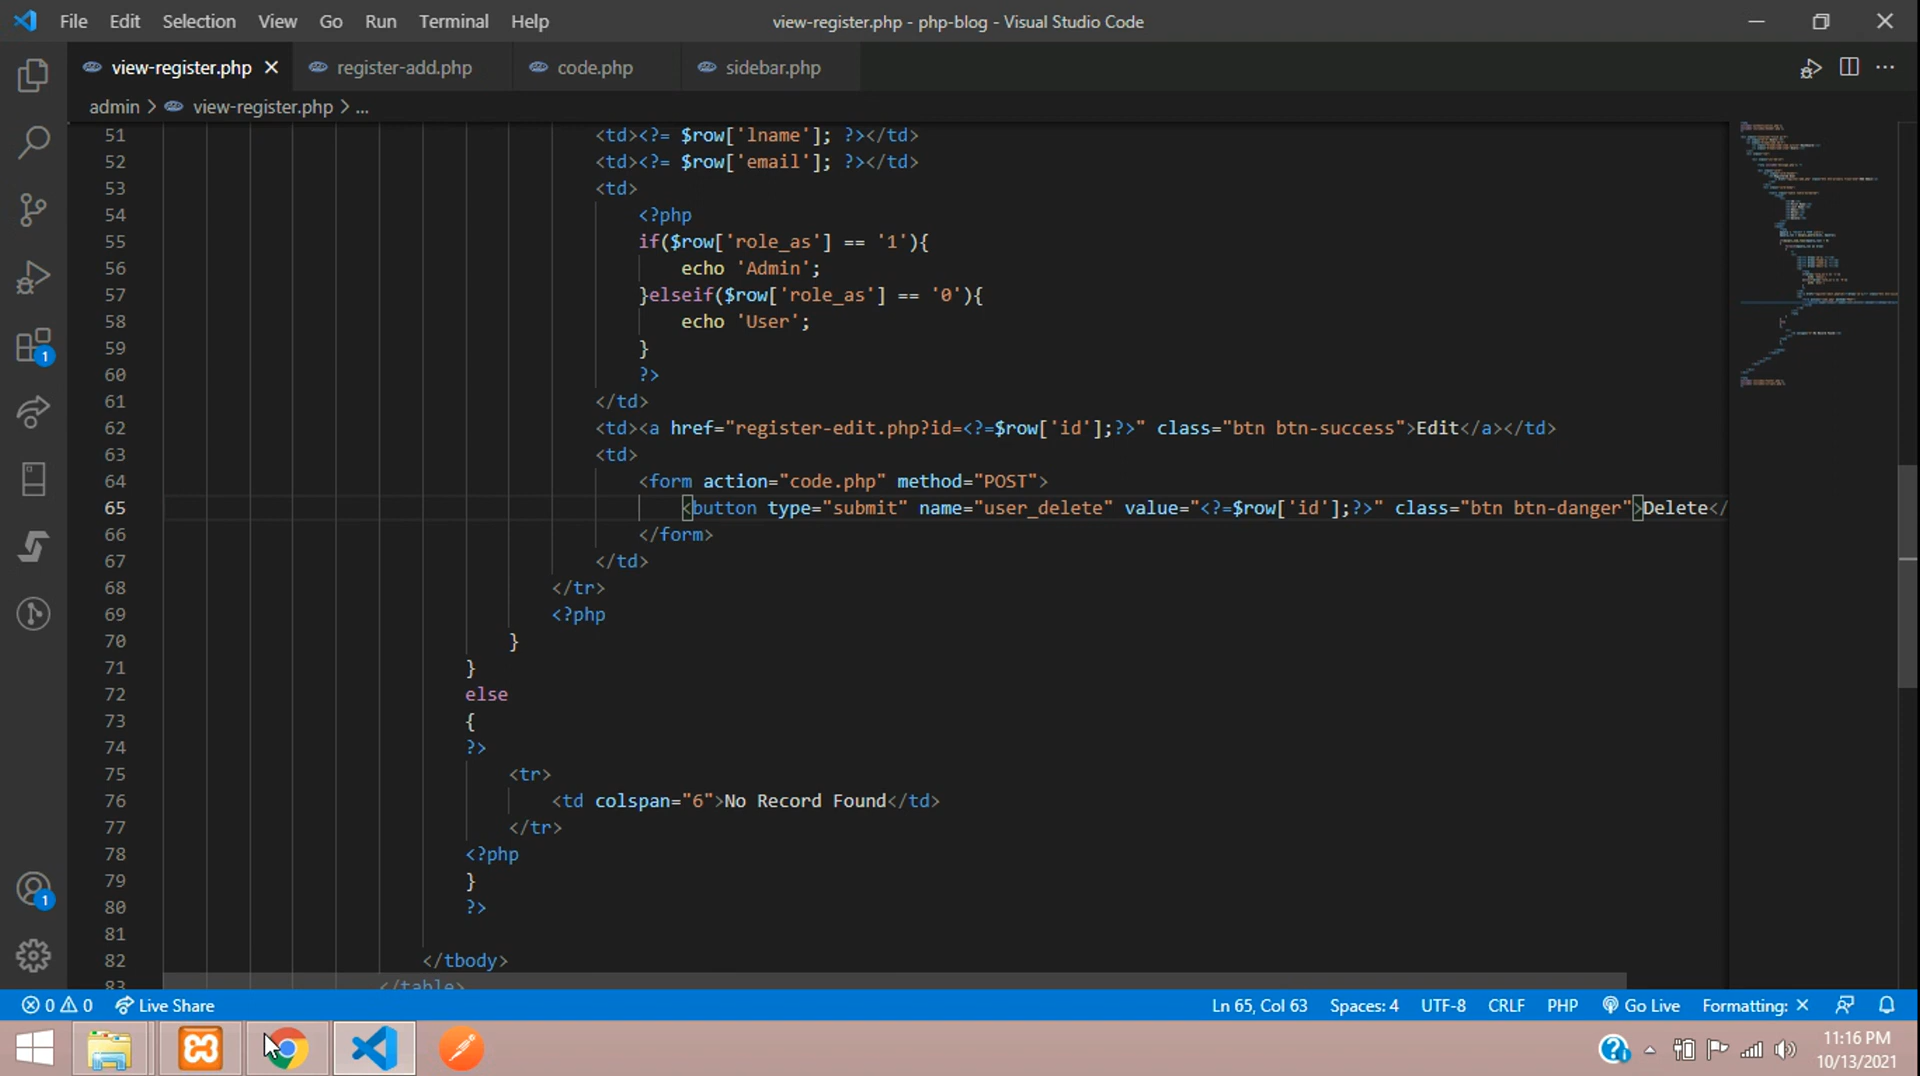 File Edit Selection View Go Run Terminal Help view-register.php - php-blog - Visual Studio Code
view-register.php register-add.php code.php sidebar.php
admin > view-register.php > ...
51 <td><?= $row['lname']; ?></td>
52 <td><?= $row['email']; ?></td>
53 <td>
54 <?php
55 if($row['role_as'] == '1'){
56 echo 'Admin';
57 }elseif($row['role_as'] == '0'){
58 echo 'User';
59 }
60 ?>
61 </td>
62 <td><a href="register-edit.php?id=<?=$row['id'];?>" class="btn btn-success">Edit</a></td>
63 <td>
64 <form action="code.php" method="POST">
65 <button type="submit" name="user_delete" value="<?=$row['id'];?>" class="btn btn-danger">Delete</
66 </form>
67 </td>
68 </tr>
69 <?php
70 }
71 }
72 else
73 {
74 ?>
75 <tr>
76 <td colspan="6">No Record Found</td>
77 </tr>
78 <?php
79 }
80 ?>
81
82 </tbody>
83 </table>
0 0 Live Share Ln 65, Col 63 Spaces: 4 UTF-8 CRLF PHP Go Live Formatting: ×
11:16 PM
10/13/2021
1
1